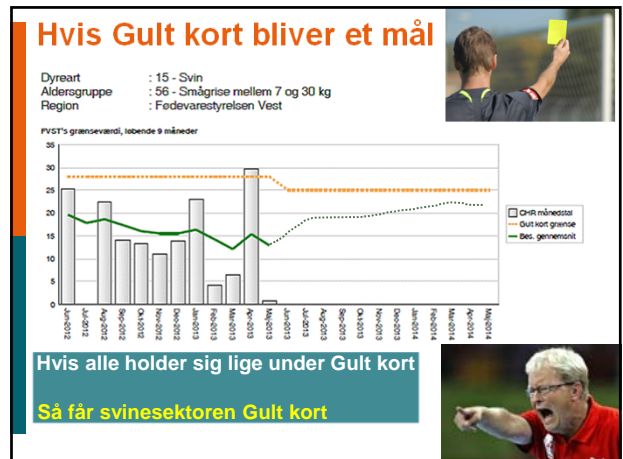 Hvis Gult kort bliver et mål
Dyreart : 15 - Svin
Aldersgruppe : 56 - Smågrise mellem 7 og 30 kg
Region : Fødevarestyrelsen Vest
FVST's grænseværdi, løbende 9 måneder
35
30
25
20
15
10
5
0
Jun-2012
Jul-2012
Aug-2012
Sep-2012
Okt-2012
Nov-2012
Dec-2012
Jan-2013
Feb-2013
Mar-2013
Apr-2013
Maj-2013
Jun-2013
Jul-2013
Aug-2013
Sep-2013
Okt-2013
Nov-2013
Dec-2013
Jan-2014
Feb-2014
Mar-2014
Apr-2014
Maj-2014
CHR månedstal
Gult kort grænse
Bes. gennemsnit
Hvis alle holder sig lige under Gult kort
Så får svinesektoren Gult kort